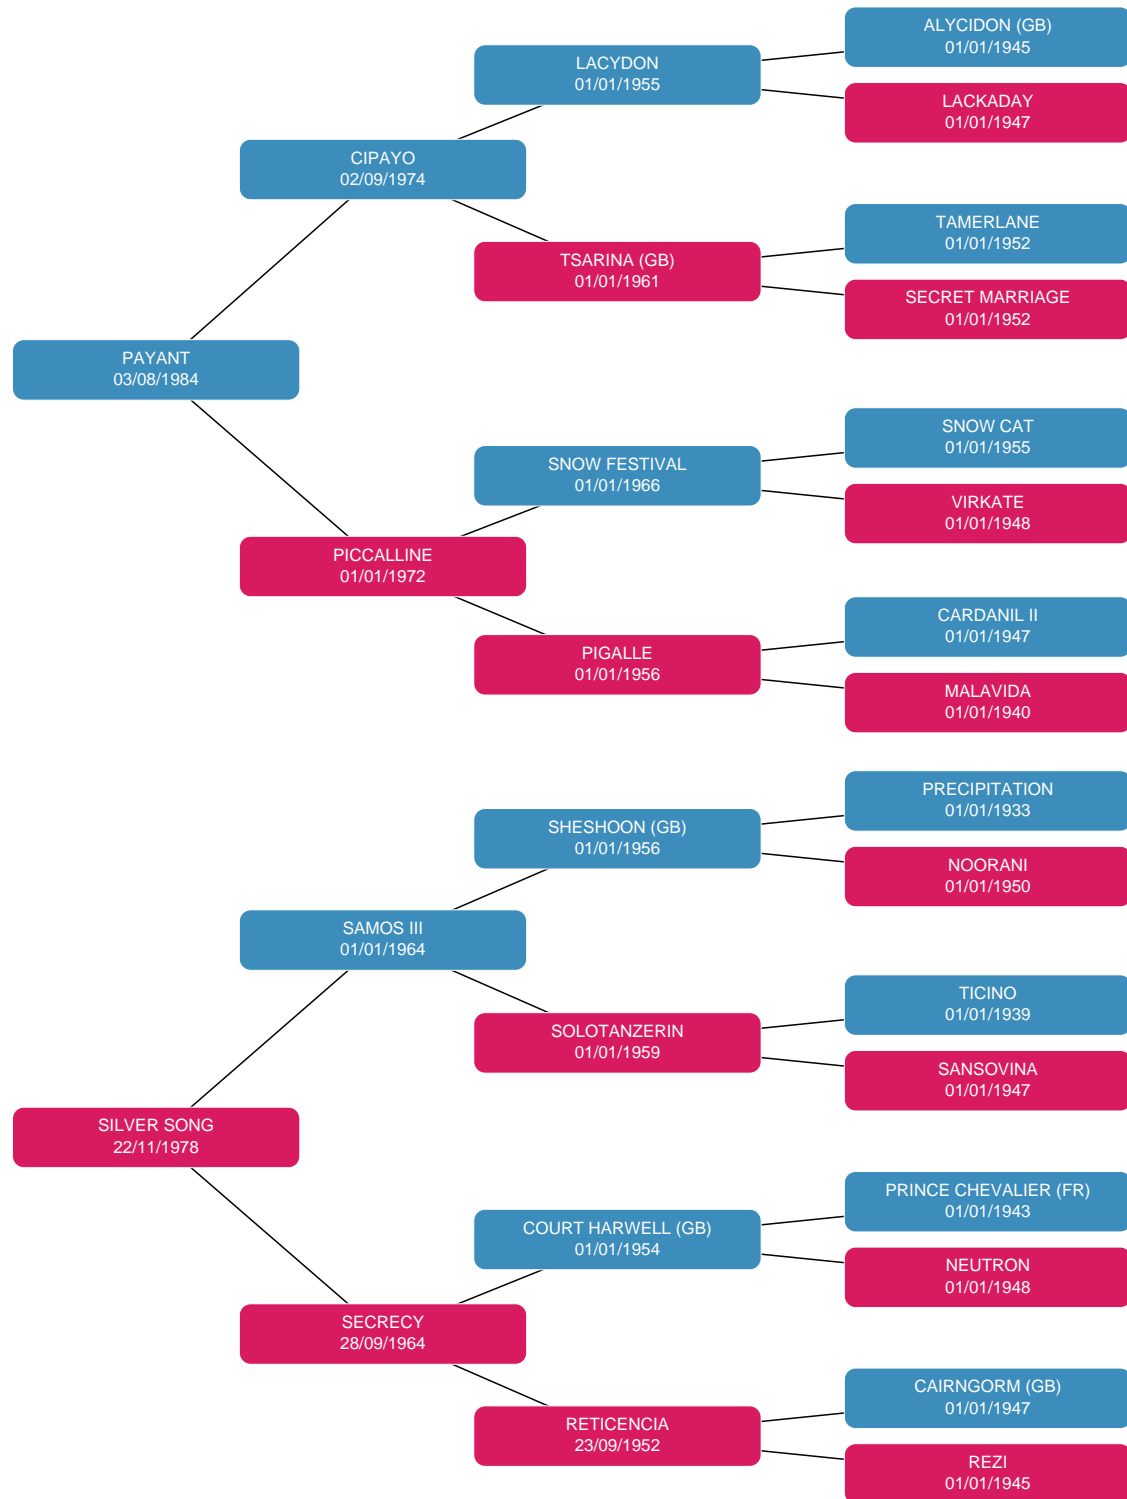 ALYCIDON (GB)
01/01/1945
LACYDON
01/01/1955
LACKADAY
01/01/1947
CIPAYO
02/09/1974
TAMERLANE
01/01/1952
TSARINA (GB)
01/01/1961
SECRET MARRIAGE
01/01/1952
PAYANT
03/08/1984
SNOW CAT
01/01/1955
SNOW FESTIVAL
01/01/1966
VIRKATE
01/01/1948
PICCALLINE
01/01/1972
CARDANIL II
01/01/1947
PIGALLE
01/01/1956
MALAVIDA
01/01/1940
PRECIPITATION
01/01/1933
SHESHOON (GB)
01/01/1956
NOORANI
01/01/1950
SAMOS III
01/01/1964
TICINO
01/01/1939
SOLOTANZERIN
01/01/1959
SANSOVINA
01/01/1947
SILVER SONG
22/11/1978
PRINCE CHEVALIER (FR)
01/01/1943
COURT HARWELL (GB)
01/01/1954
NEUTRON
01/01/1948
SECRECY
28/09/1964
CAIRNGORM (GB)
01/01/1947
RETICENCIA
23/09/1952
REZI
01/01/1945